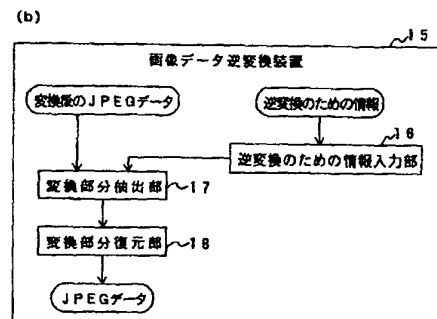 (b)
15
画像データ逆変換装置
変換後のJPEGデータ
逆変換のための情報
16
逆変換のための情報入力部
変換部分抽出部
17
変換部分復元部
18
JPEGデータ